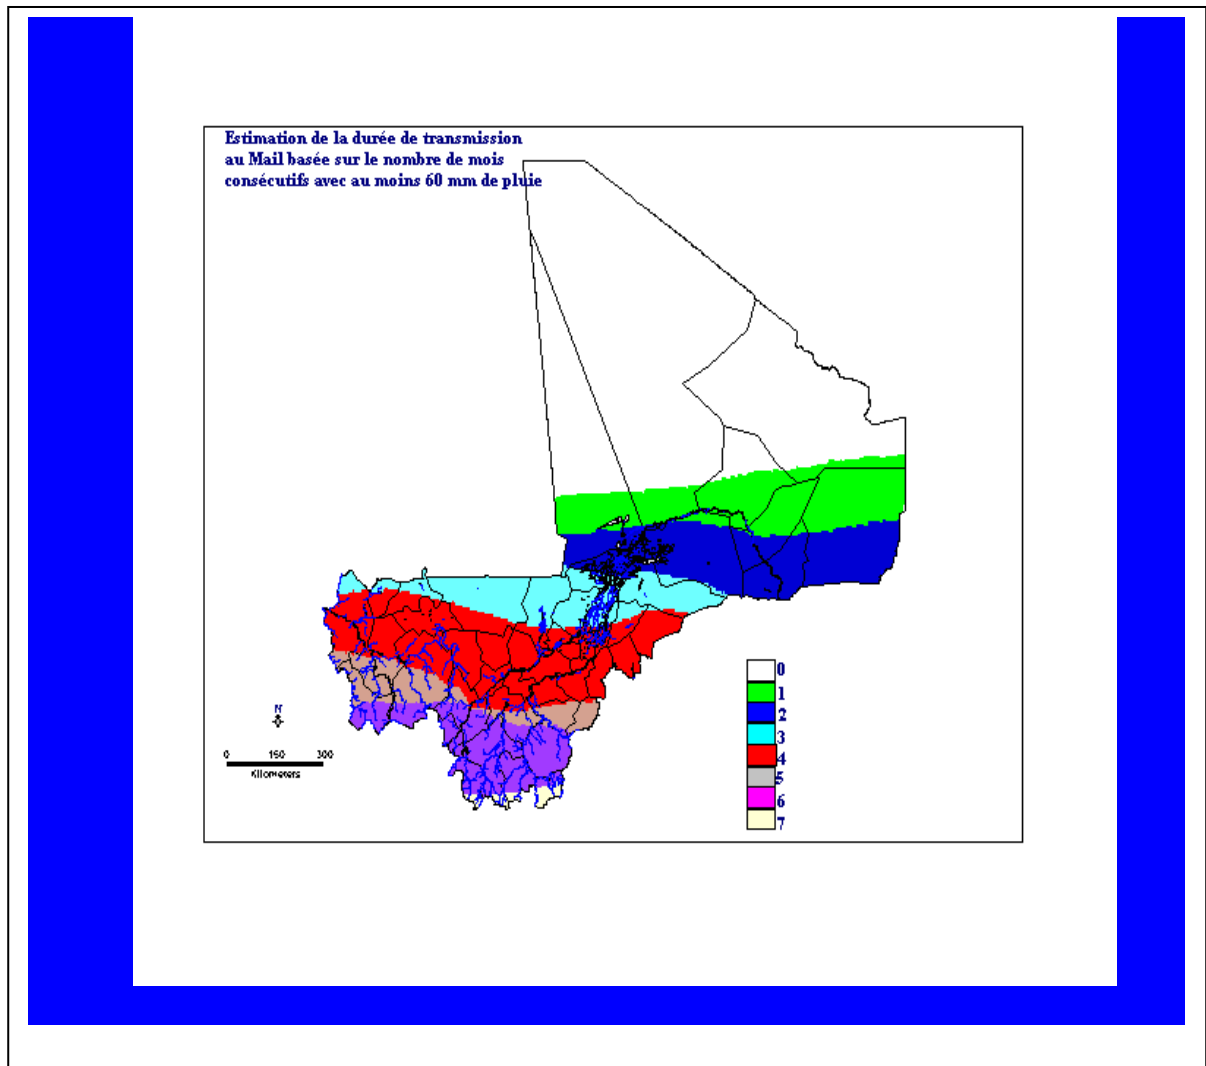 Estimation de la durée de transmission
au Mail basée sur le nombre de mois
consécutifs avec au moins 60 mm de pluie
0
1
2
3
4
5
6
7
N
0 150 300
Kilometers